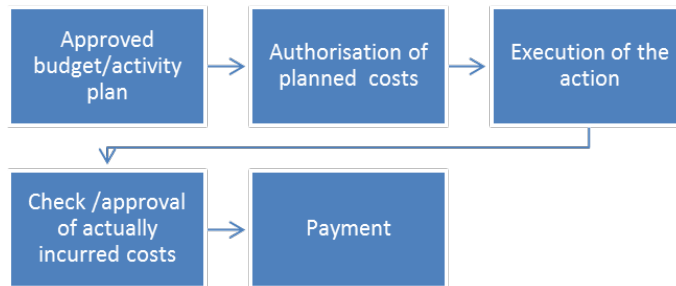 Approved
budget/activity
plan
Authorisation of
planned costs
Execution of the
action
Check /approval
of actually
incurred costs
Payment